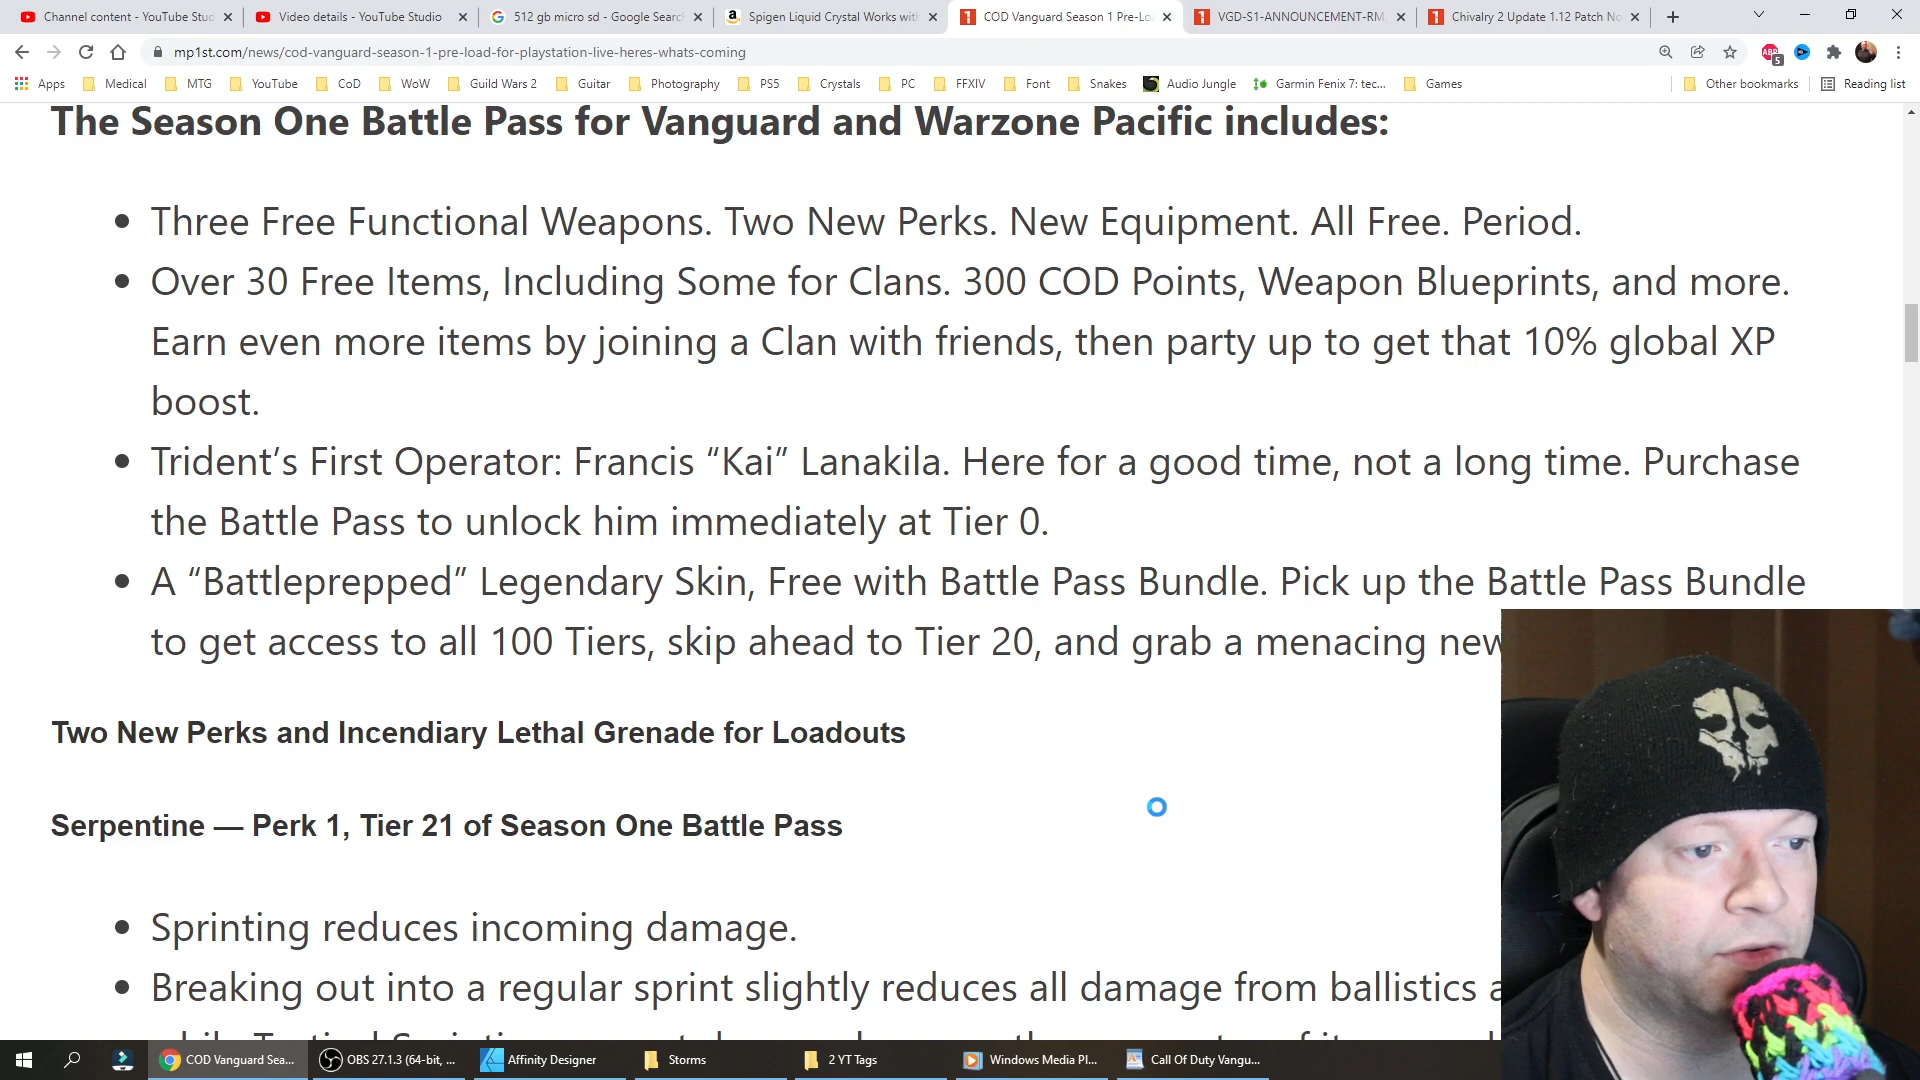 Channel content - YouTube Stud
Video details - YouTube Studio
512 gb micro sd - Google Search
Spigen Liquid Crystal Works with
COD Vanguard Season 1 Pre-Lo
VGD-S1-ANNOUNCEMENT-RM
Chivalry 2 Update 1.12 Patch No
mp1st.com/news/cod-vanguard-season-1-pre-load-for-playstation-live-heres-whats-coming
ABP 5
Apps Medical MTG YouTube CoD WoW Guild Wars 2 Guitar Photography PS5 Crystals PC FFXIV Font Snakes Audio Jungle Garmin Fenix 7: tec... Games Other bookmarks Reading list
The Season One Battle Pass for Vanguard and Warzone Pacific includes:
Three Free Functional Weapons. Two New Perks. New Equipment. All Free. Period.
Over 30 Free Items, Including Some for Clans. 300 COD Points, Weapon Blueprints, and more.
Earn even more items by joining a Clan with friends, then party up to get that 10% global XP
boost.
Trident’s First Operator: Francis “Kai” Lanakila. Here for a good time, not a long time. Purchase
the Battle Pass to unlock him immediately at Tier 0.
A “Battleprepped” Legendary Skin, Free with Battle Pass Bundle. Pick up the Battle Pass Bundle
to get access to all 100 Tiers, skip ahead to Tier 20, and grab a menacing new
Two New Perks and Incendiary Lethal Grenade for Loadouts
Serpentine — Perk 1, Tier 21 of Season One Battle Pass
Sprinting reduces incoming damage.
Breaking out into a regular sprint slightly reduces all damage from ballistics a
COD Vanguard Sea... OBS 27.1.3 (64-bit, ... Affinity Designer Storms 2 YT Tags Windows Media Pl... Call Of Duty Vangu...